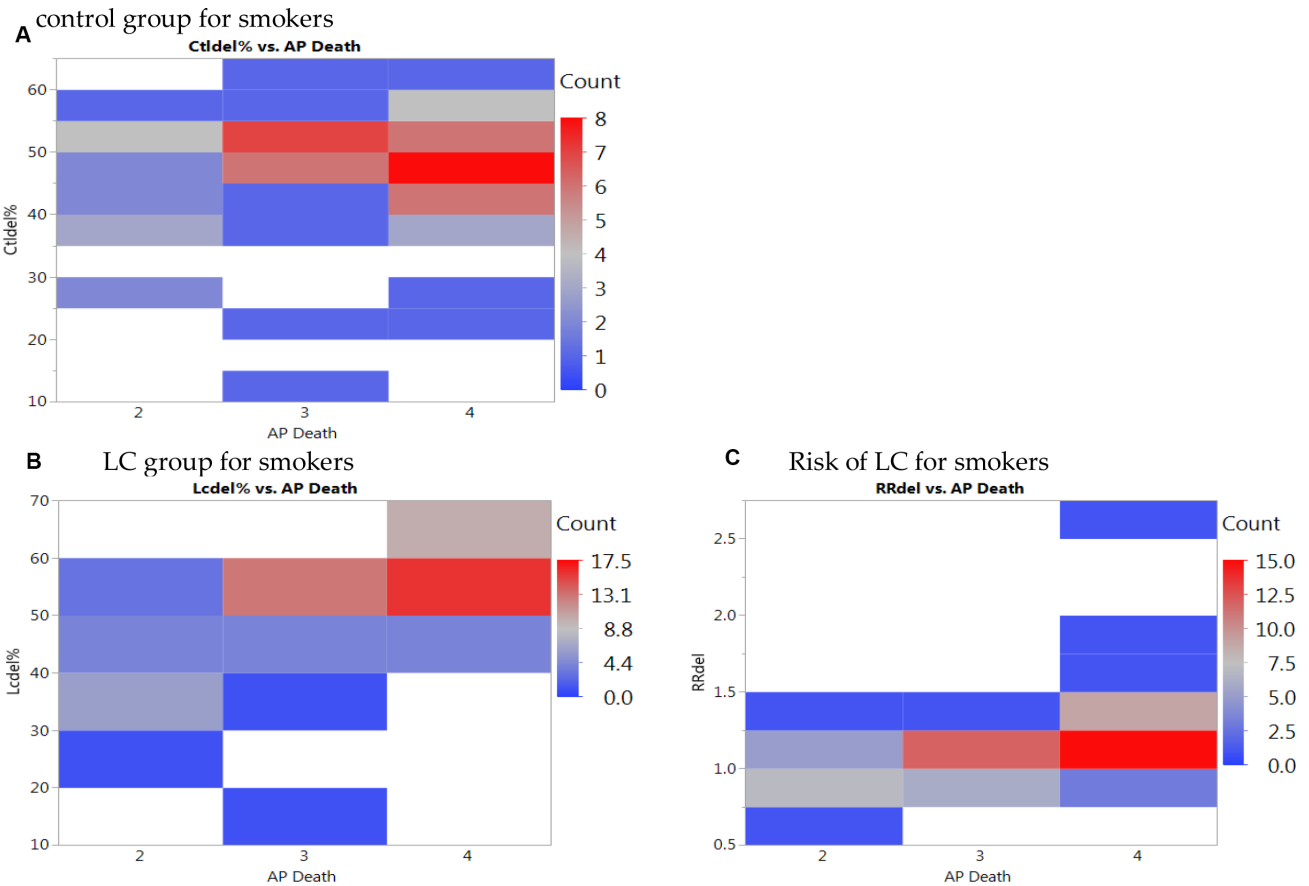 A control group for smokers
Ctldel% vs. AP Death
Count
60
50
40
30
20
10
Ctldel%
2 3 4
AP Death
8
7
6
5
4
3
2
1
0
B LC group for smokers
Lcdel% vs. AP Death
Count
70
60
50
40
30
20
10
Lcdel%
2 3 4
AP Death
17.5
13.1
8.8
4.4
0.0
C Risk of LC for smokers
RRdel vs. AP Death
Count
2.5
2.0
1.5
1.0
0.5
RRdel
2 3 4
AP Death
15.0
12.5
10.0
7.5
5.0
2.5
0.0